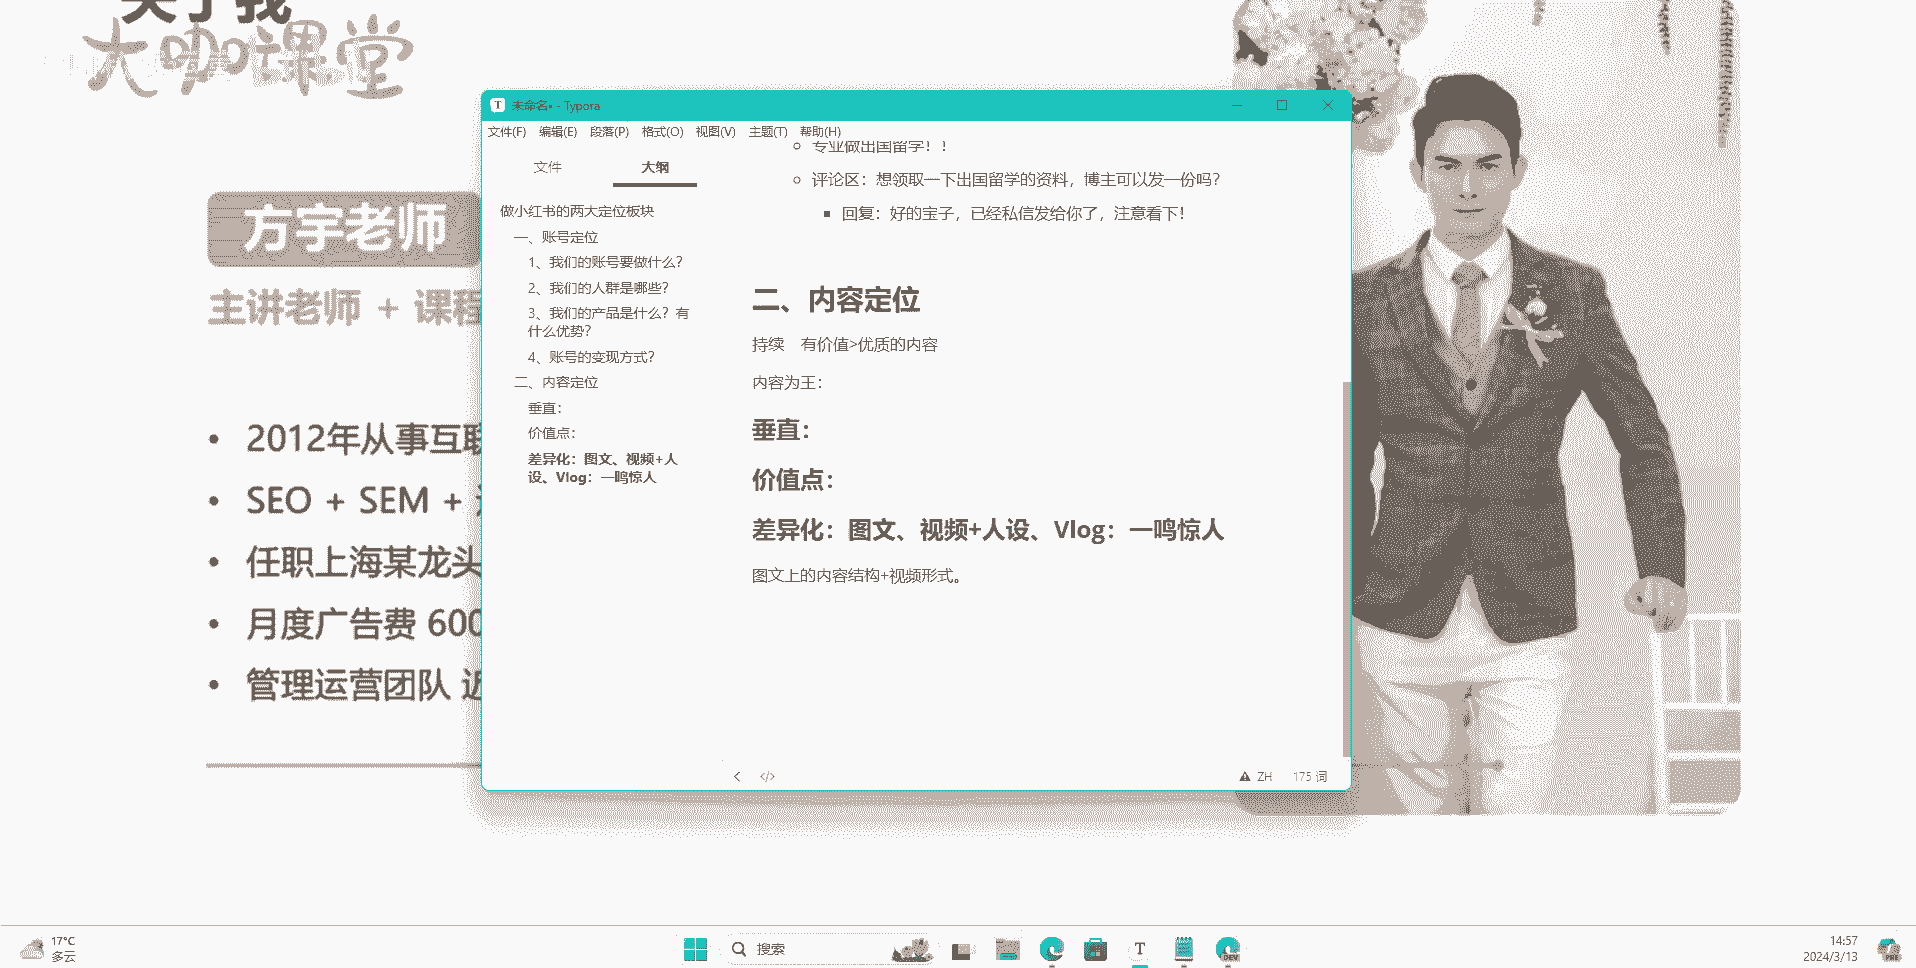 关于我
大咖课堂
方宇老师
主讲老师 + 课程
2012年从事互联
SEO + SEM +
任职上海某龙头
月度广告费 600
管理运营团队 近
T 未命名• - Typora
文件(F) 编辑(E) 段落(P) 格式(O) 视图(V) 主题(T) 帮助(H)
文件 大纲
做小红书的两大定位板块
一、账号定位
1、我们的账号要做什么？
2、我们的人群是哪些？
3、我们的产品是什么？有
什么优势？
4、账号的变现方式？
二、内容定位
垂直：
价值点：
差异化：图文、视频+人
设、Vlog：一鸣惊人
专业做出国留学！！
评论区：想领取一下出国留学的资料，博主可以发一份吗？
回复：好的宝子，已经私信发给你了，注意看下！
二、内容定位
持续 有价值>优质的内容
内容为王：
垂直：
价值点：
差异化：图文、视频+人设、Vlog：一鸣惊人
图文上的内容结构+视频形式。
</> ZH 175 词
17°C
多云
搜索
T
DEV
14:57
2024/3/13
PRE